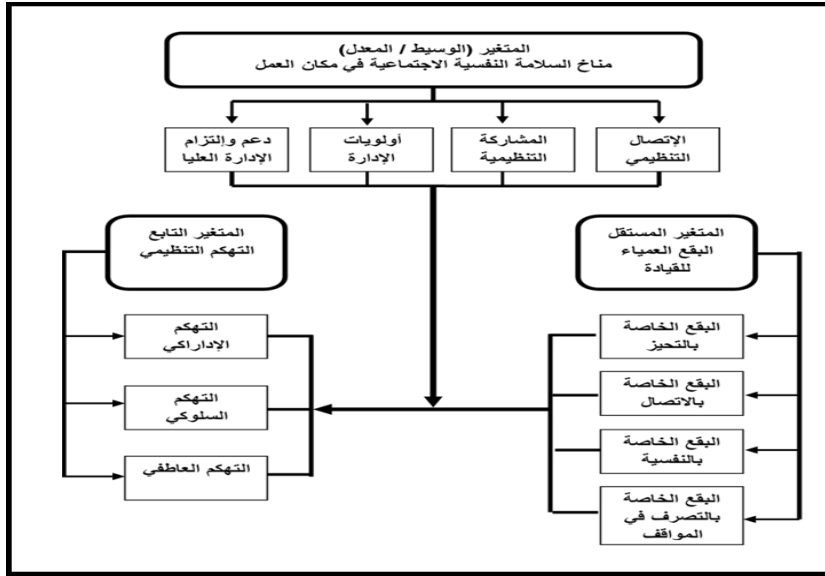 المتغير (الوسيط / المعدل)
مناخ السلامة النفسية الاجتماعية في مكان العمل
الإتصال
التنظيمي
المشاركة
التنظيمية
أولويات
الإدارة
دعم وإلتزام
الإدارة العليا
المتغير المستقل
البقع العمياء
للقيادة
المتغير التابع
التهكم التنظيمي
البقع الخاصة
بالتحيز
البقع الخاصة
بالاتصال
البقع الخاصة
بالنفسية
البقع الخاصة
بالتصرف في
المواقف
التهكم
الإداراكي
التهكم
السلوكي
التهكم العاطفي